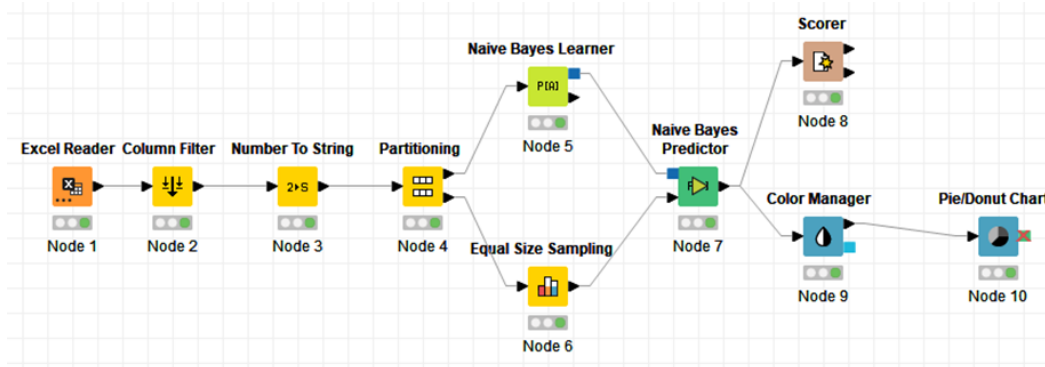 Excel Reader
Node 1
Column Filter
Node 2
Number To String
2▸S
Node 3
Partitioning
Node 4
Naive Bayes Learner
P[A]
Node 5
Equal Size Sampling
Node 6
Naive Bayes
Predictor
Node 7
Scorer
Node 8
Color Manager
Node 9
Pie/Donut Chart
Node 10